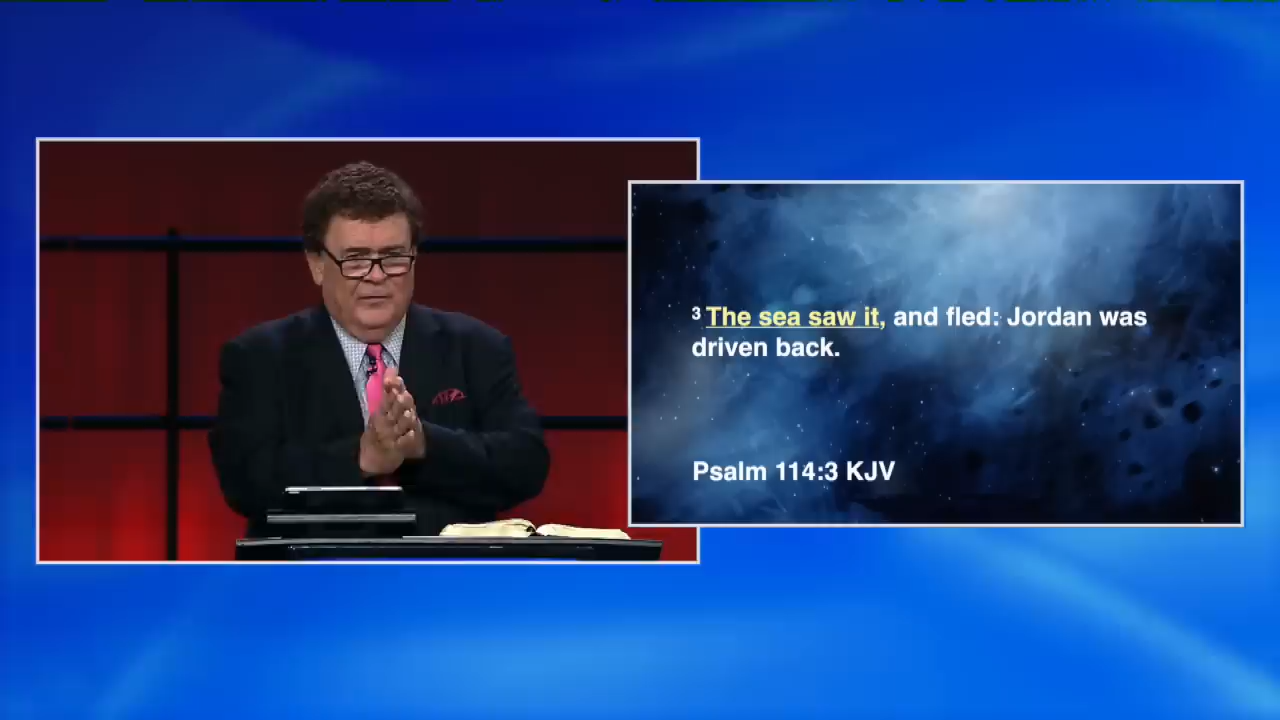 3 The sea saw it, and fled: Jordan was
driven back.
Psalm 114:3 KJV